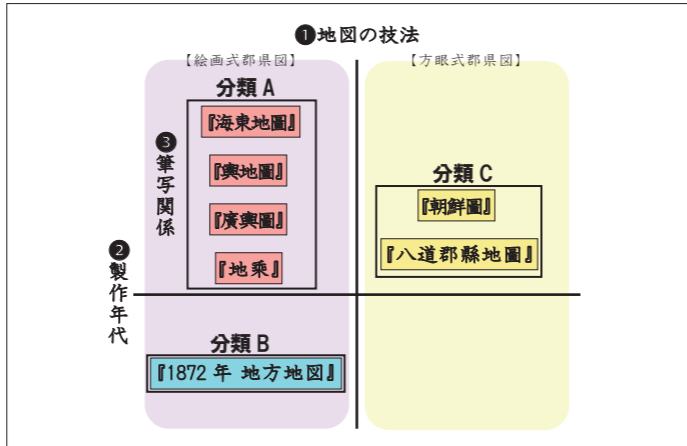 ❶地図の技法
【絵画式郡県図】
【方眼式郡県図】
分類 A
『海東地圖』
『輿地圖』
『廣輿圖』
『地乘』
❸筆写関係
分類 C
『朝鮮圖』
『八道郡縣地圖』
❷製作年代
分類 B
『1872 年 地方地図』